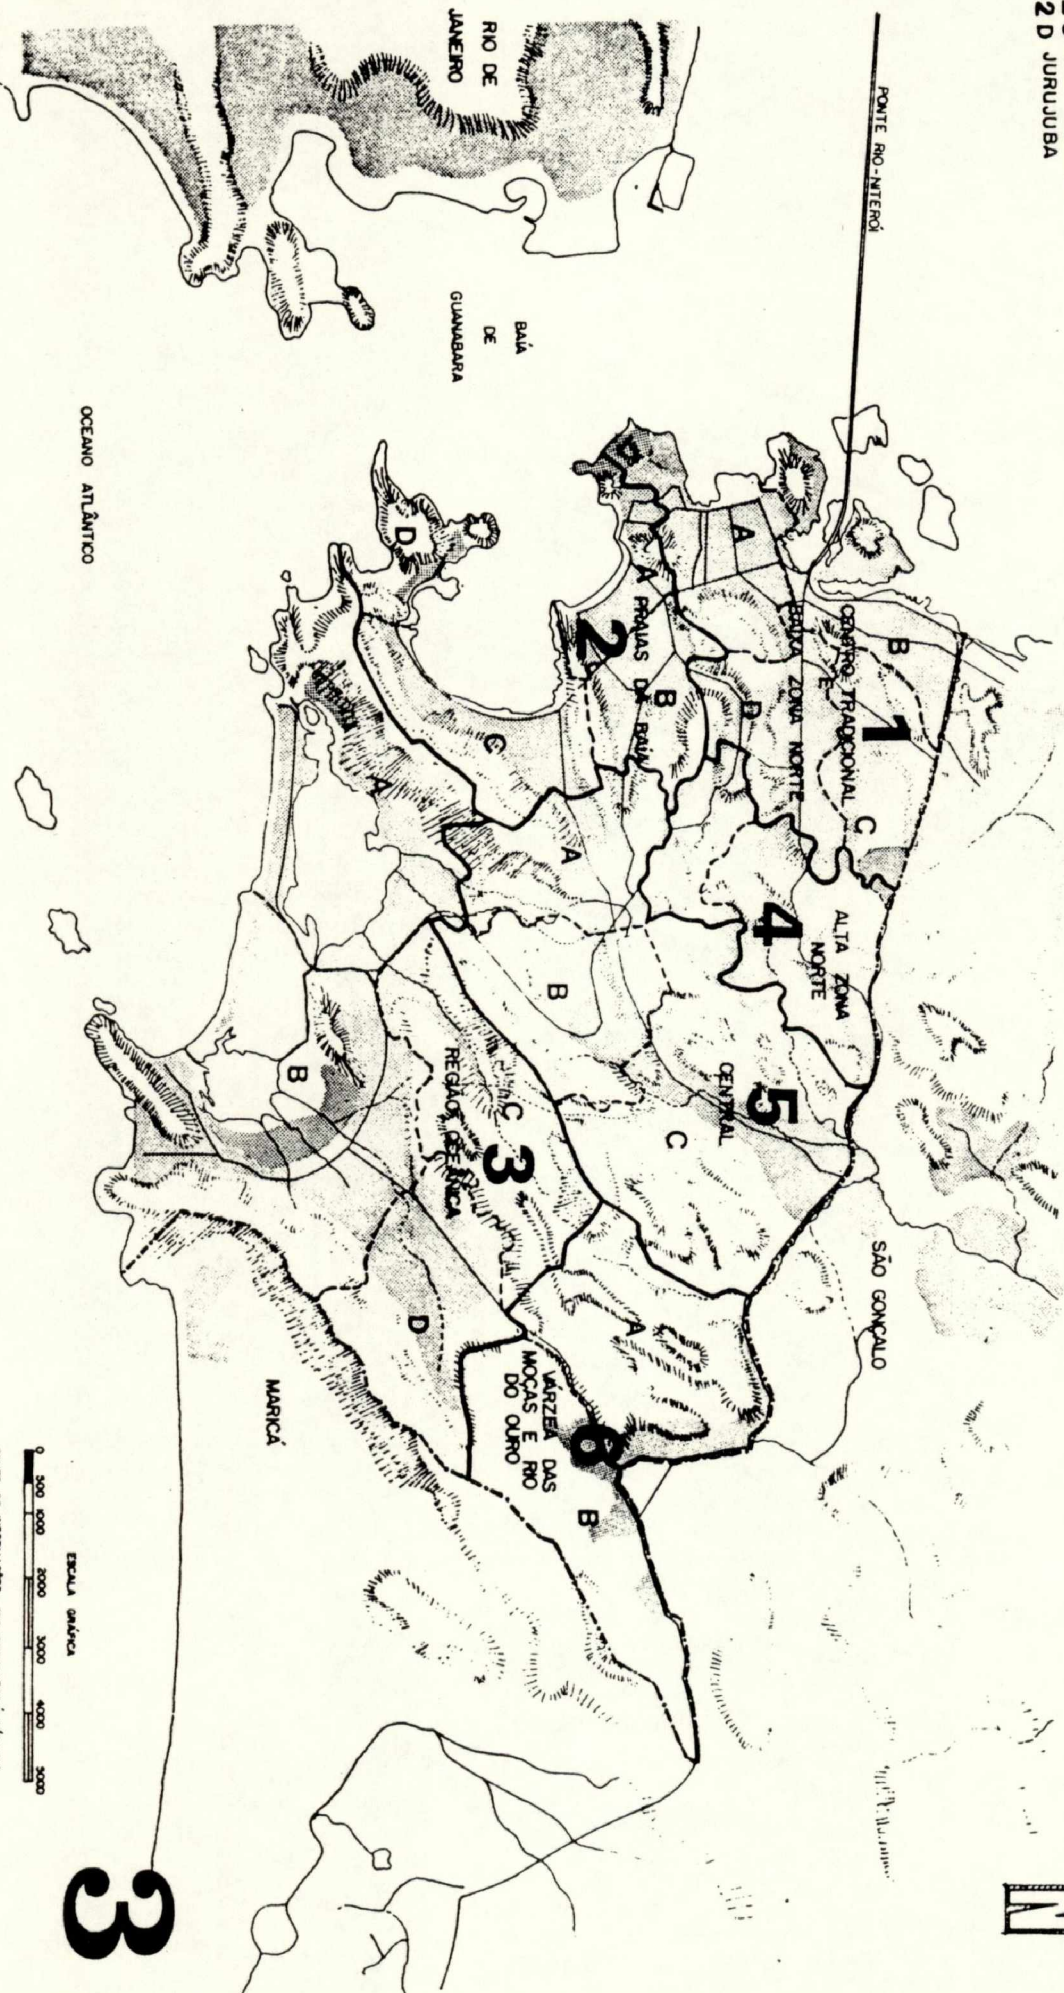 2 D JURUJUBA
PONTE RIO-NITERÓI
RIO DE
JANEIRO
BAÍA
DE
GUANABARA
OCEANO ATLÂNTICO
1
CENTRO TRADICIONAL
BAIXA ZONA NORTE
A
B
C
D
E
2
PRAIAS DA BAÍA
A
B
C
D
4
ALTA ZONA
NORTE
5
CENTRAL
A
B
C
3
REGIÃO OCEÂNICA
A
B
C
D
6
VÁRZEA DAS
MOÇAS E RIO
DO OURO
A
B
SÃO GONÇALO
MARICÁ
ESCALA GRÁFICA
0 500 1000 2000 3000 4000 5000
3
N